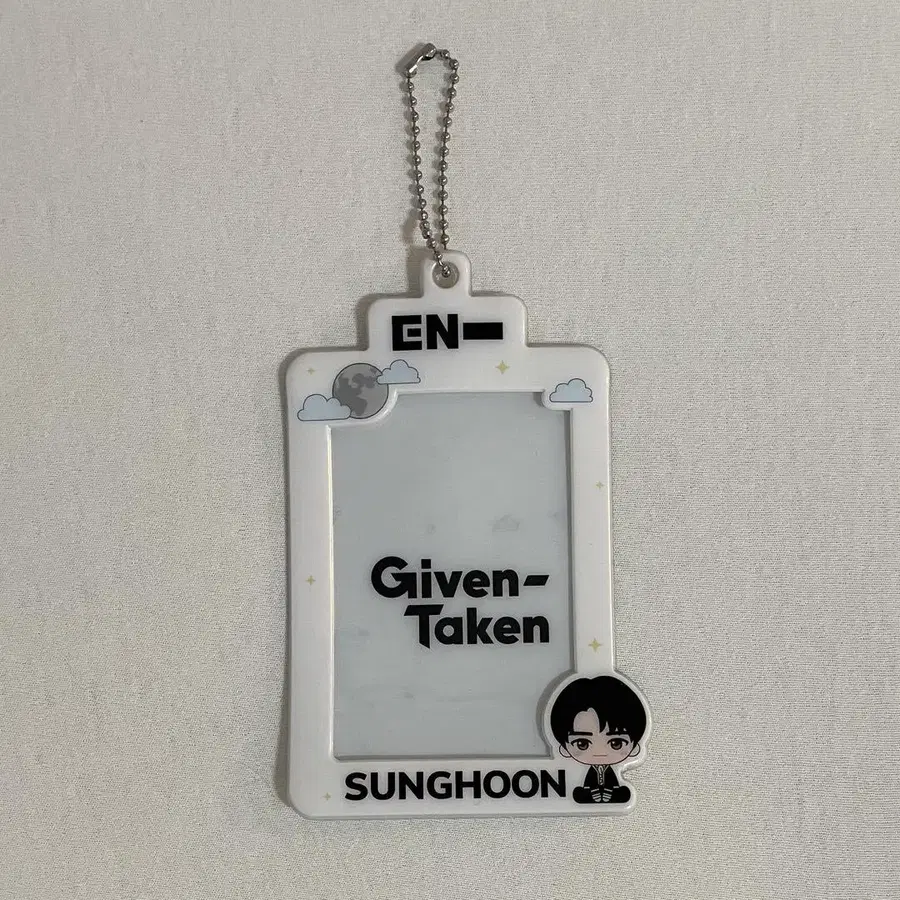 EN-
Given-
Taken
SUNGHOON